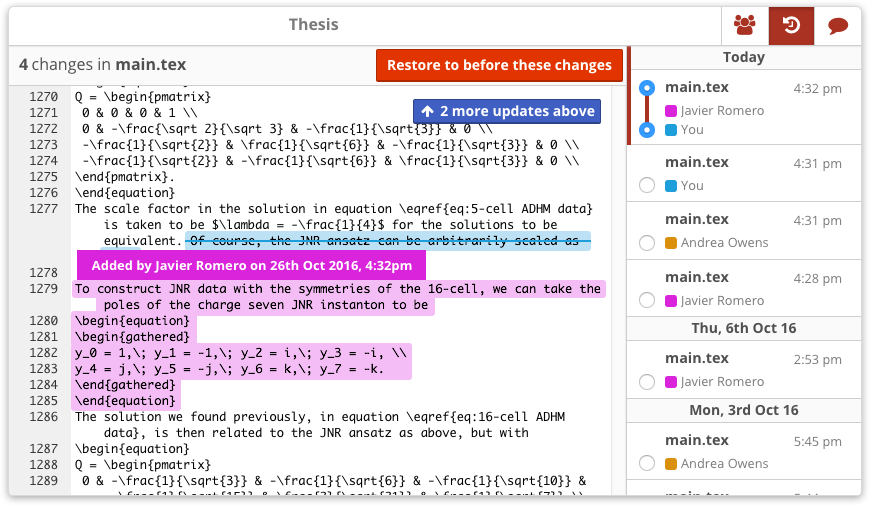 Thesis
4 changes in main.tex
Restore to before these changes
2 more updates above
1270 Q = \begin{pmatrix}
1271 0 & 0 & 0 & 1 \\
1272 0 & -\frac{\sqrt 2}{\sqrt 3} & -\frac{1}{\sqrt{3}} & 0 \\
1273 -\frac{1}{\sqrt{2}} & \frac{1}{\sqrt{6}} & -\frac{1}{\sqrt{3}} & 0 \\
1274 -\frac{1}{\sqrt{2}} & -\frac{1}{\sqrt{6}} & \frac{1}{\sqrt{3}} & 0 \\
1275 \end{pmatrix}.
1276 \end{equation}
1277 The scale factor in the solution in equation \eqref{eq:5-cell ADHM data}
is taken to be $\lambda = -\frac{1}{4}$ for the solutions to be
equivalent. Of course, the JNR ansatz can be arbitrarily scaled as
Added by Javier Romero on 26th Oct 2016, 4:32pm
1278
1279 To construct JNR data with the symmetries of the 16-cell, we can take the
poles of the charge seven JNR instanton to be
1280 \begin{equation}
1281 \begin{gathered}
1282 y_0 = 1,\; y_1 = -1,\; y_2 = i,\; y_3 = -i, \\
1283 y_4 = j,\; y_5 = -j,\; y_6 = k,\; y_7 = -k.
1284 \end{gathered}
1285 \end{equation}
1286 The solution we found previously, in equation \eqref{eq:16-cell ADHM
data}, is then related to the JNR ansatz as above, but with
1287 \begin{equation}
1288 Q = \begin{pmatrix}
1289 0 & -\frac{1}{\sqrt{3}} & -\frac{1}{\sqrt{6}} & -\frac{1}{\sqrt{10}} &
Today
main.tex 4:32 pm
Javier Romero
You
main.tex 4:31 pm
You
main.tex 4:31 pm
Andrea Owens
main.tex 4:28 pm
Javier Romero
Thu, 6th Oct 16
main.tex 2:53 pm
Javier Romero
Mon, 3rd Oct 16
main.tex 5:45 pm
Andrea Owens